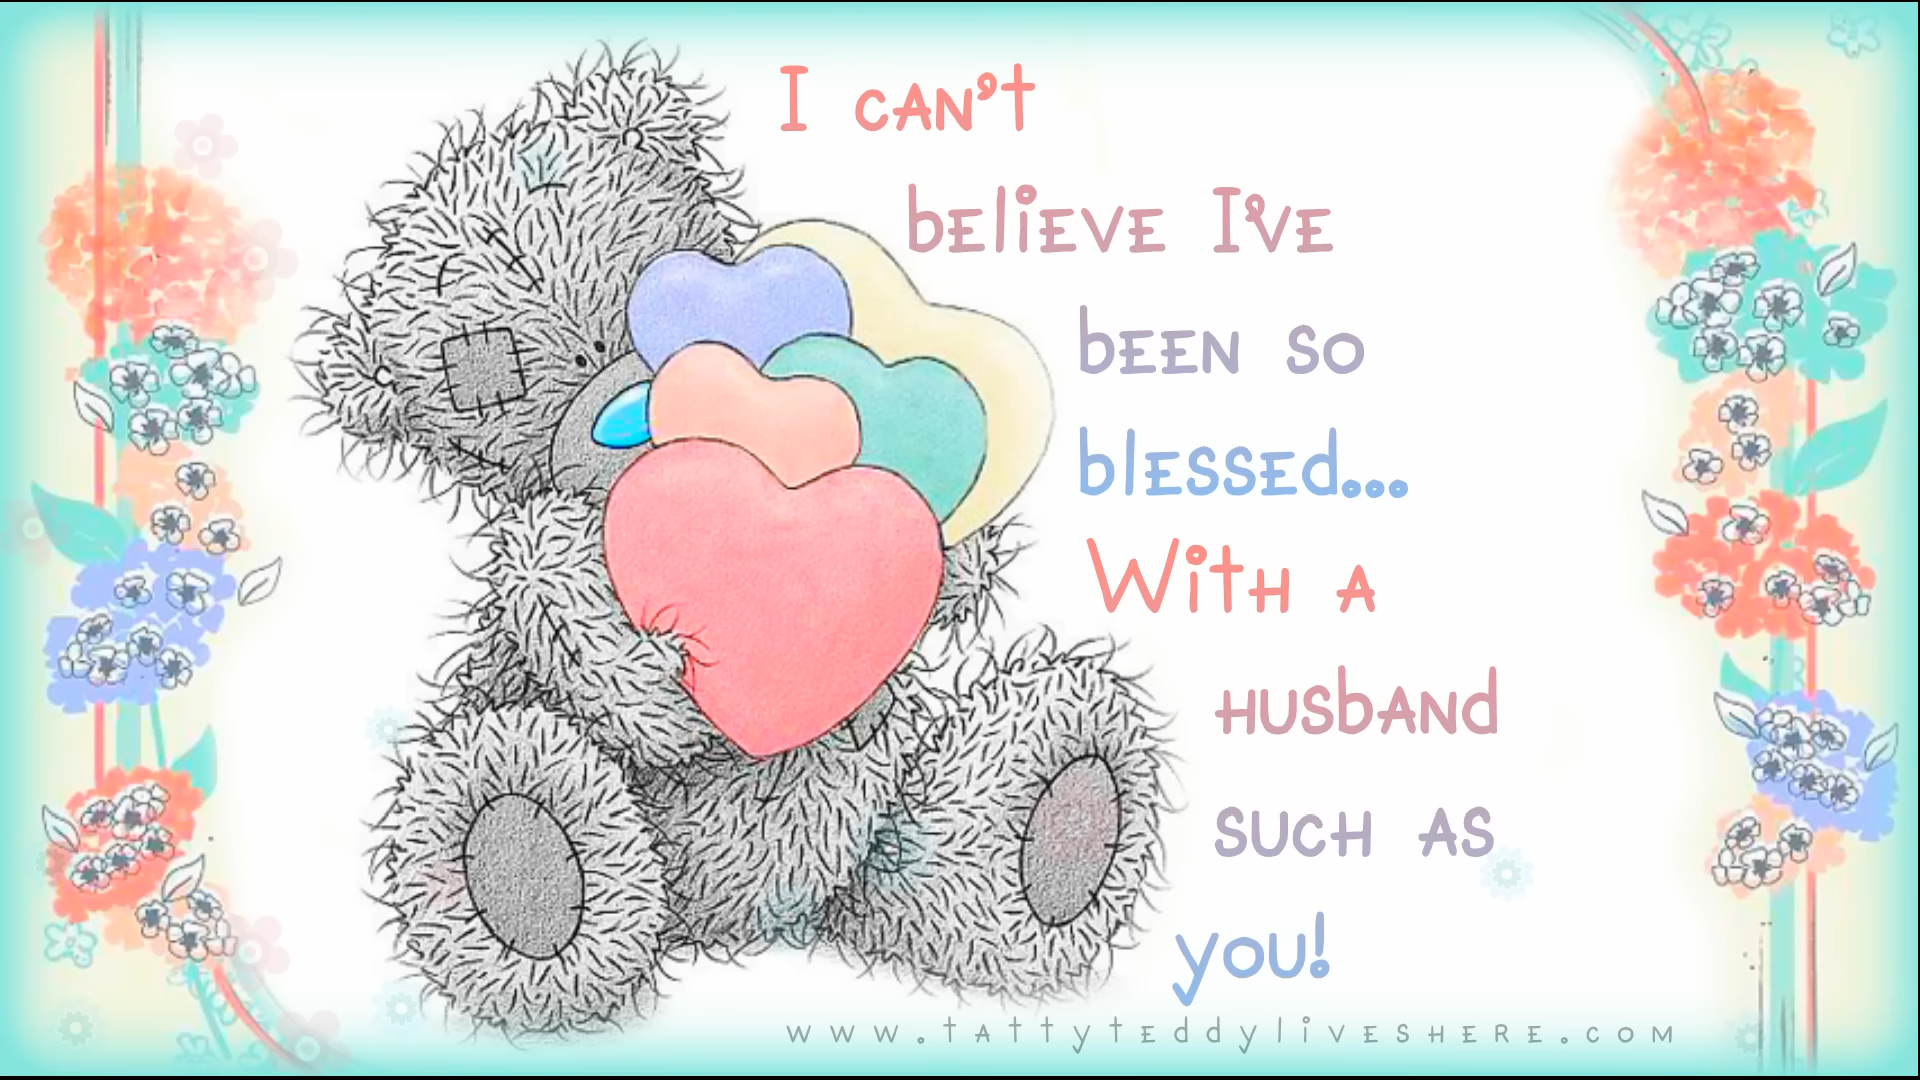 I can't
believe I've
been so
blessed...
With a
husband
such as
you!
www.tattyteddyliveshere.com